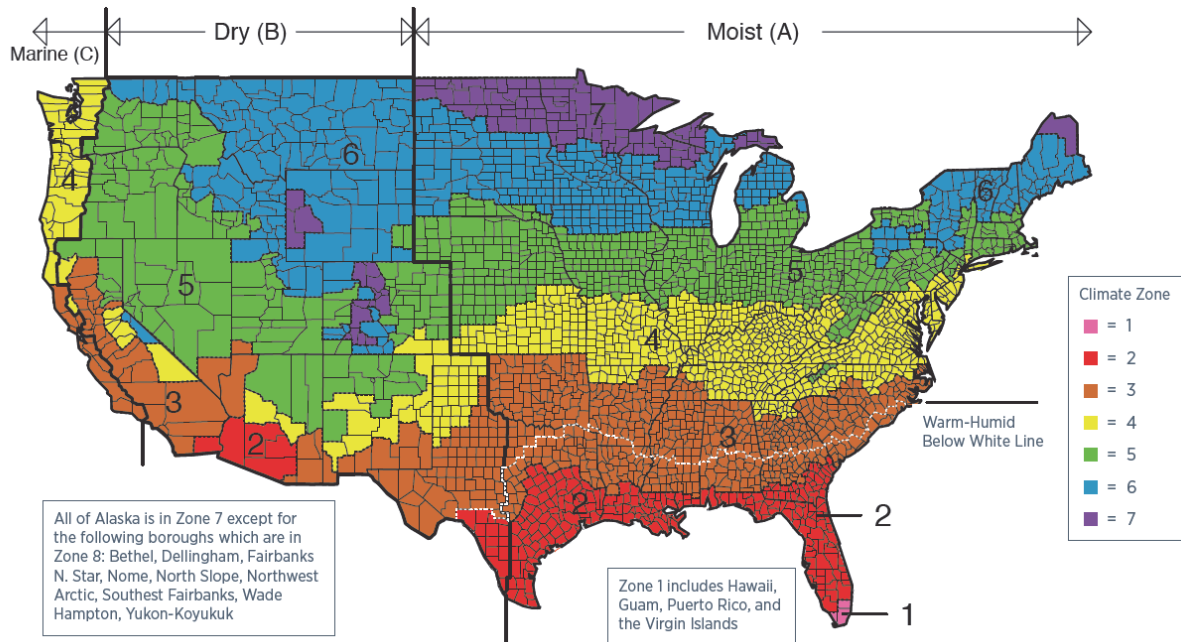 Marine (C)
Dry (B)
Moist (A)
7
6
4
6
6
5
5
4
3
3
2
2
Warm-Humid
Below White Line
2
1
Climate Zone
= 1
= 2
= 3
= 4
= 5
= 6
= 7
All of Alaska is in Zone 7 except for
the following boroughs which are in
Zone 8: Bethel, Dellingham, Fairbanks
N. Star, Nome, North Slope, Northwest
Arctic, Southest Fairbanks, Wade
Hampton, Yukon-Koyukuk
Zone 1 includes Hawaii,
Guam, Puerto Rico, and
the Virgin Islands